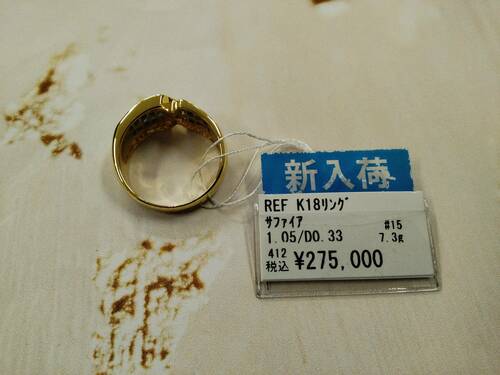 新入荷
REF K18ﾘﾝｸﾞ
ｻﾌｧｲｱ #15
1.05/D0.33 7.3g
412
税込 ¥275,000